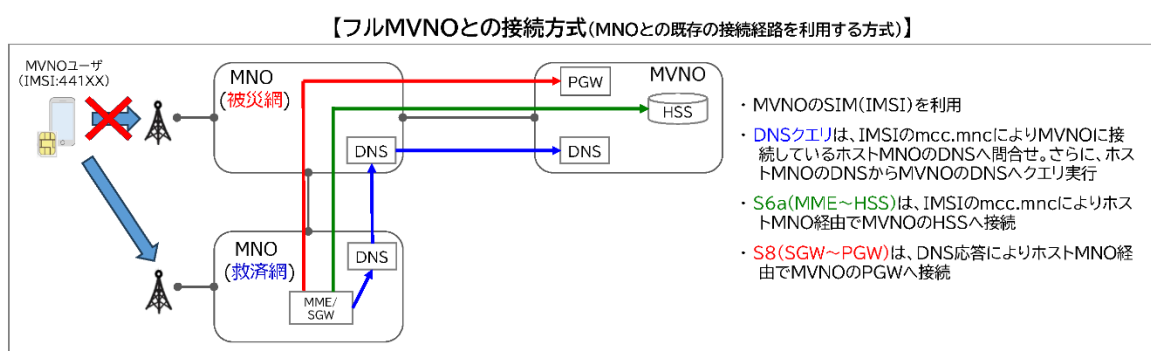 【フルMVNOとの接続方式(MNOとの既存の接続経路を利用する方式)】
MVNOユーザ
(IMSI:441XX)
MNO
(被災網)
PGW
MVNO
HSS
DNS
DNS
MNO
(救済網)
DNS
MME/
SGW
・ MVNOのSIM(IMSI)を利用
・ DNSクエリは、IMSIのmcc.mncによりMVNOに接
続しているホストMNOのDNSへ問合せ。さらに、ホス
トMNOのDNSからMVNOのDNSへクエリ実行
・ S6a(MME～HSS)は、IMSIのmcc.mncによりホス
トMNO経由でMVNOのHSSへ接続
・ S8(SGW～PGW)は、DNS応答によりホストMNO経
由でMVNOのPGWへ接続